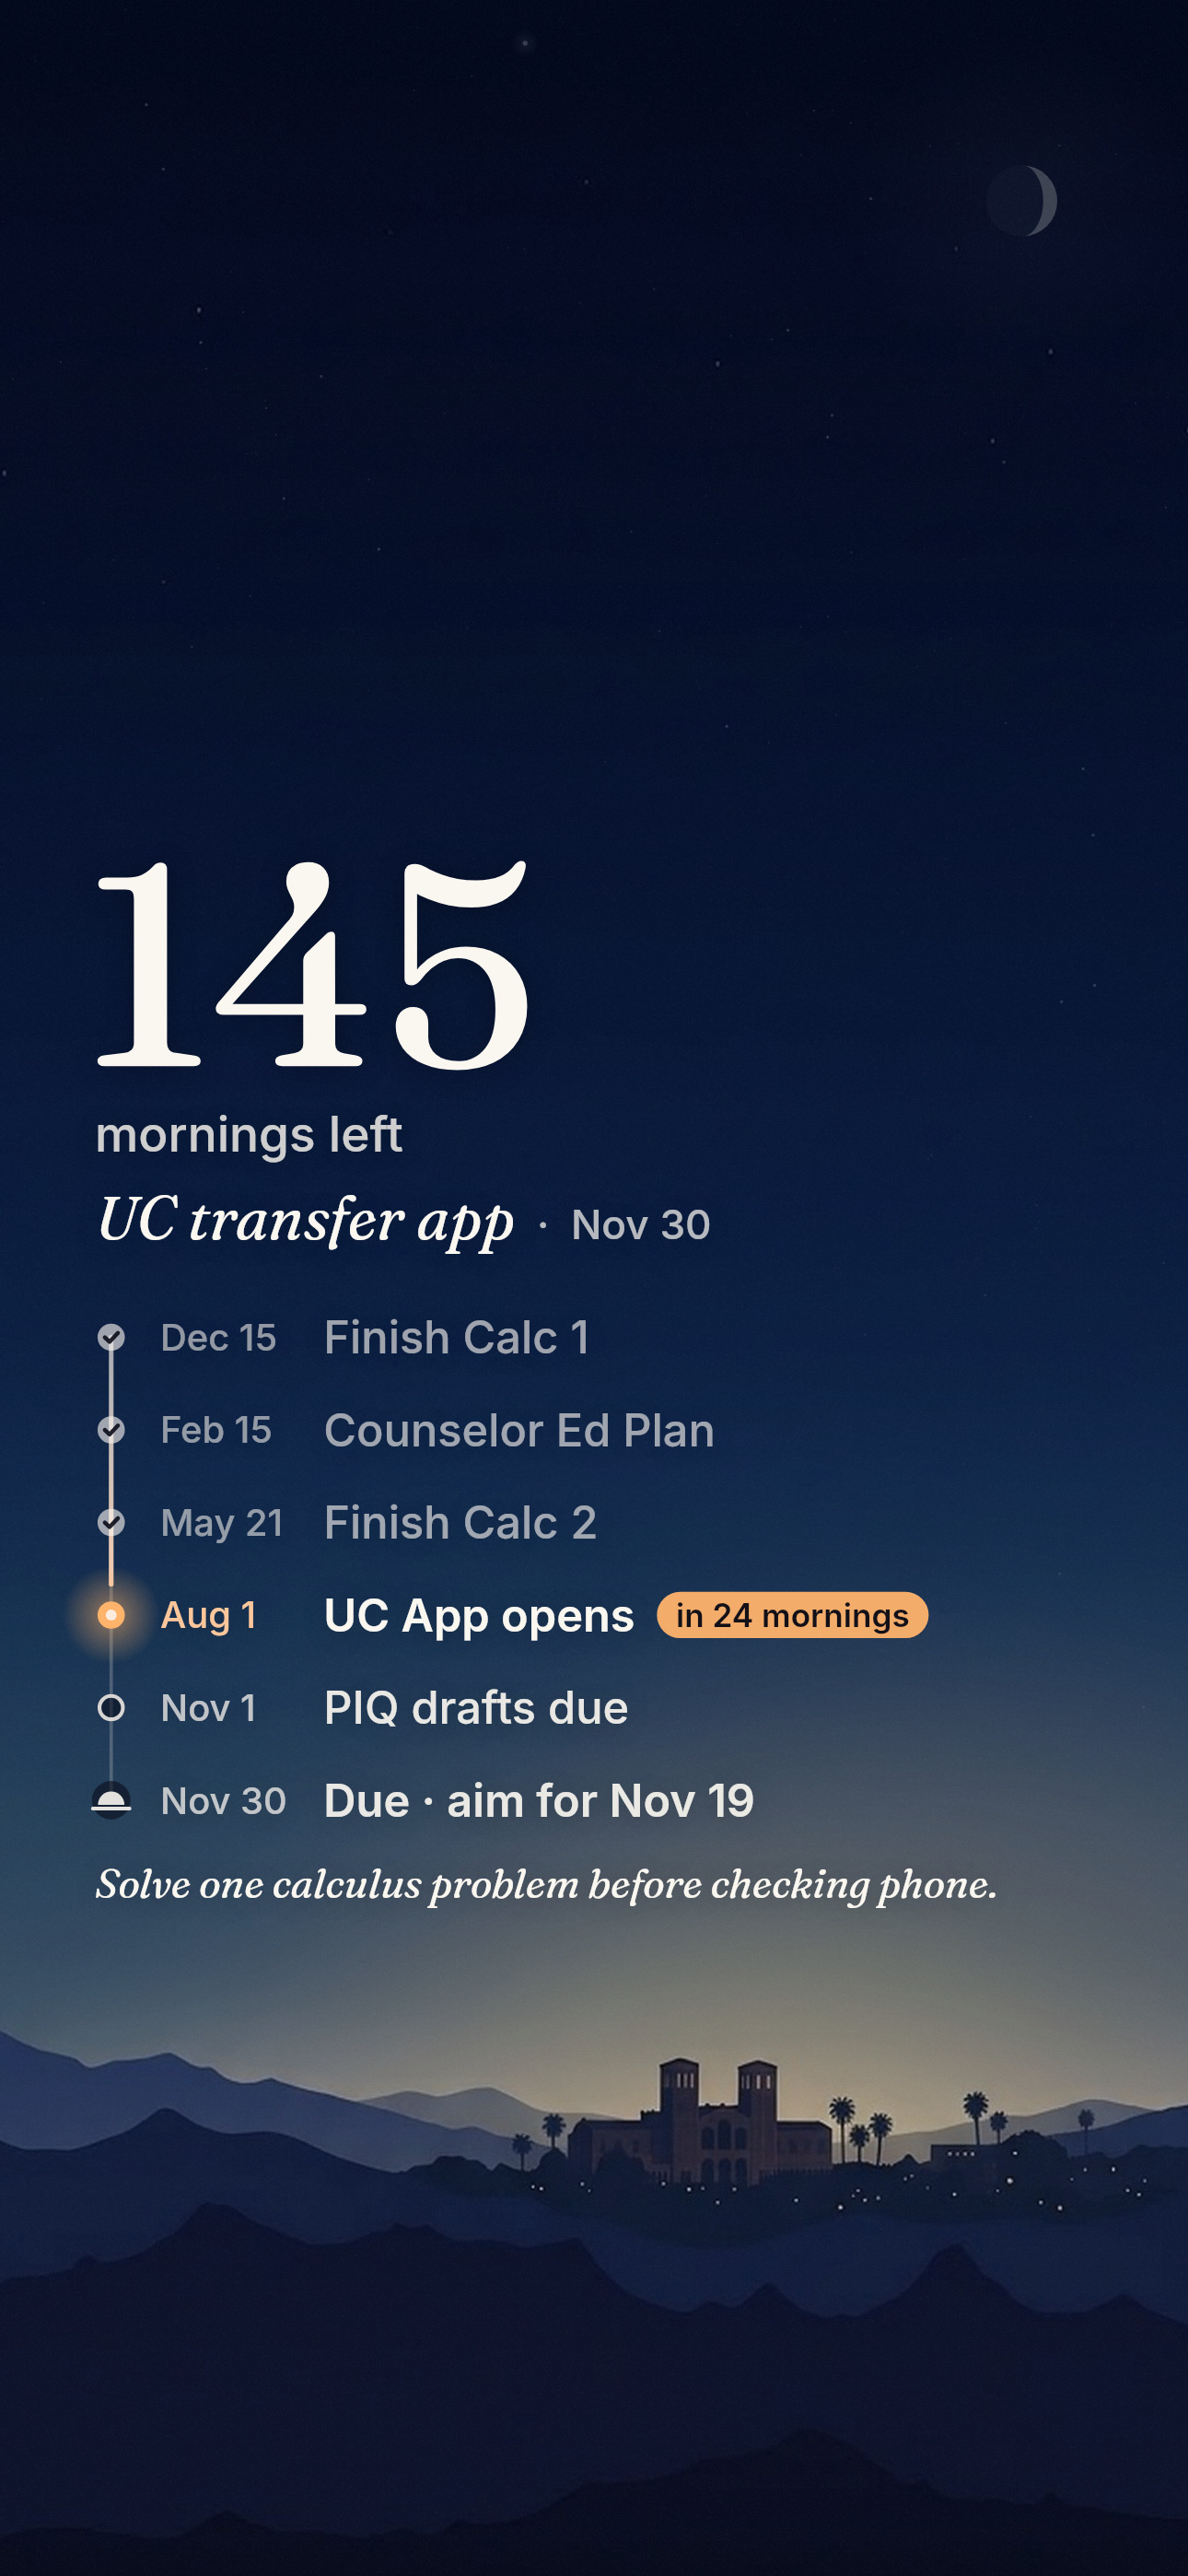 145
mornings left
UC transfer app · Nov 30
Dec 15 Finish Calc 1
Feb 15 Counselor Ed Plan
May 21 Finish Calc 2
Aug 1 UC App opens in 24 mornings
Nov 1 PIQ drafts due
Nov 30 Due · aim for Nov 19
Solve one calculus problem before checking phone.